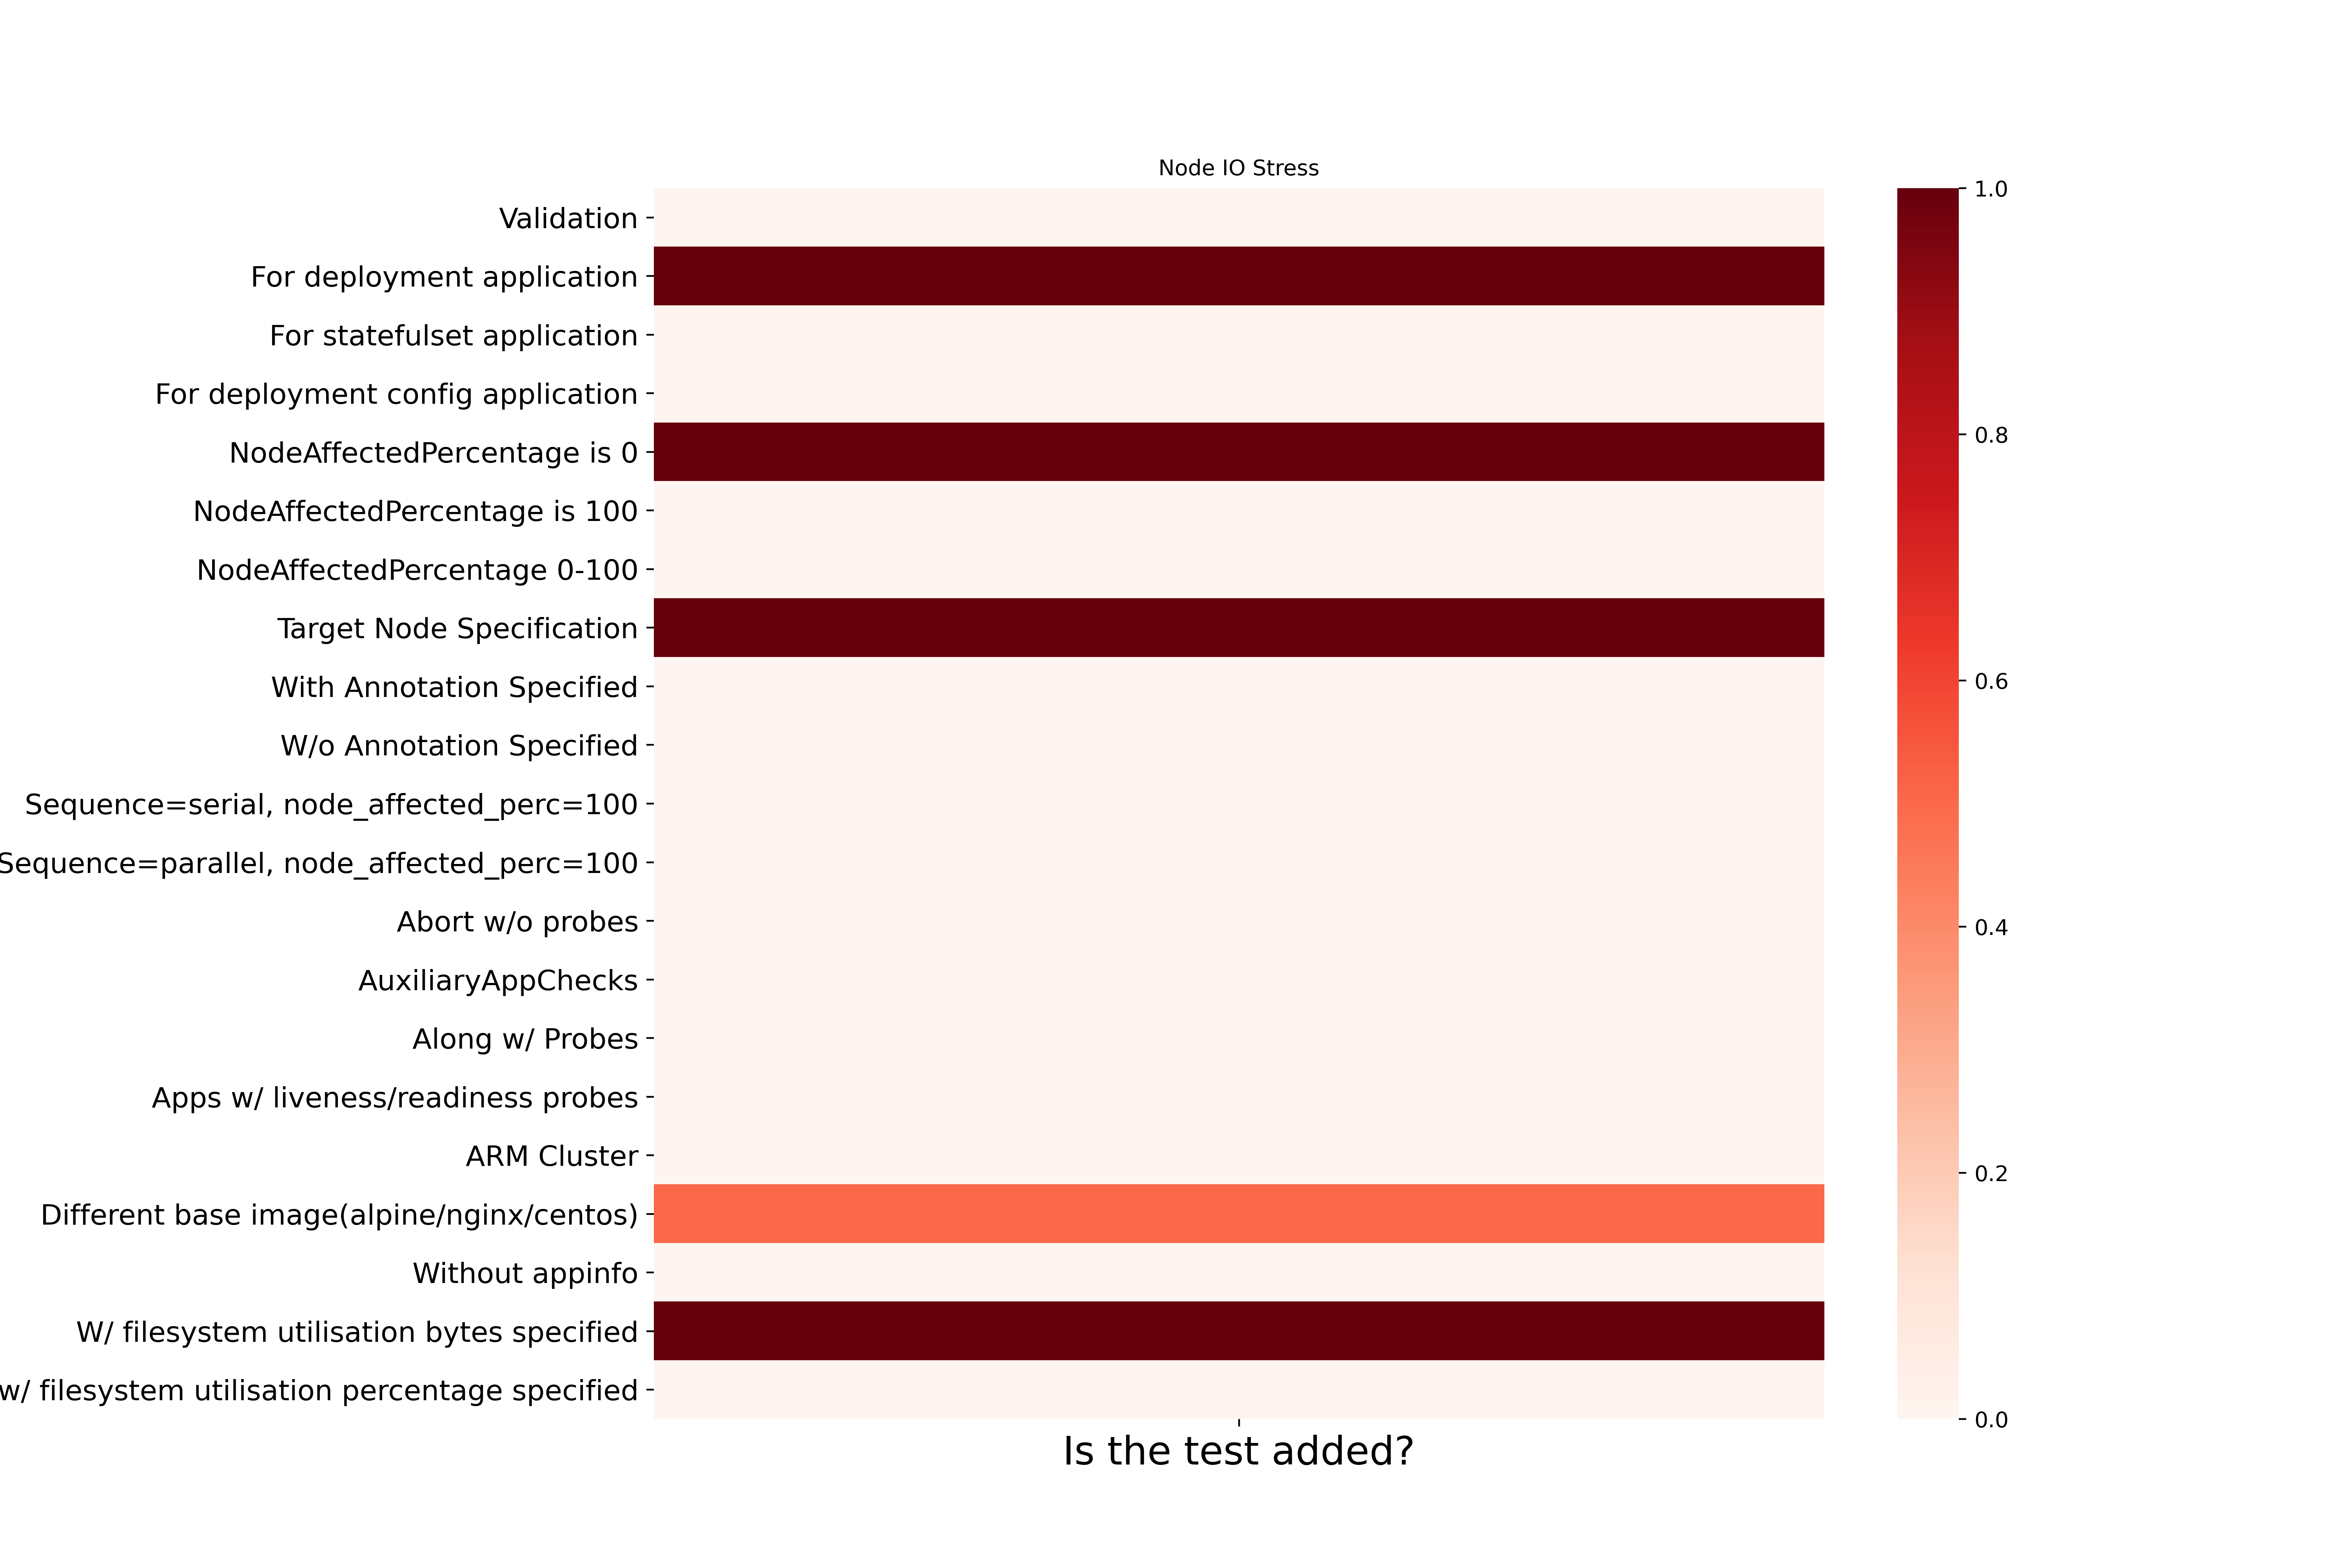 Node IO Stress
Validation
For deployment application
For statefulset application
For deployment config application
NodeAffectedPercentage is 0
NodeAffectedPercentage is 100
NodeAffectedPercentage 0-100
Target Node Specification
With Annotation Specified
W/o Annotation Specified
Sequence=serial, node_affected_perc=100
Sequence=parallel, node_affected_perc=100
Abort w/o probes
AuxiliaryAppChecks
Along w/ Probes
Apps w/ liveness/readiness probes
ARM Cluster
Different base image(alpine/nginx/centos)
Without appinfo
W/ filesystem utilisation bytes specified
w/ filesystem utilisation percentage specified
Is the test added?
1.0
0.8
0.6
0.4
0.2
0.0